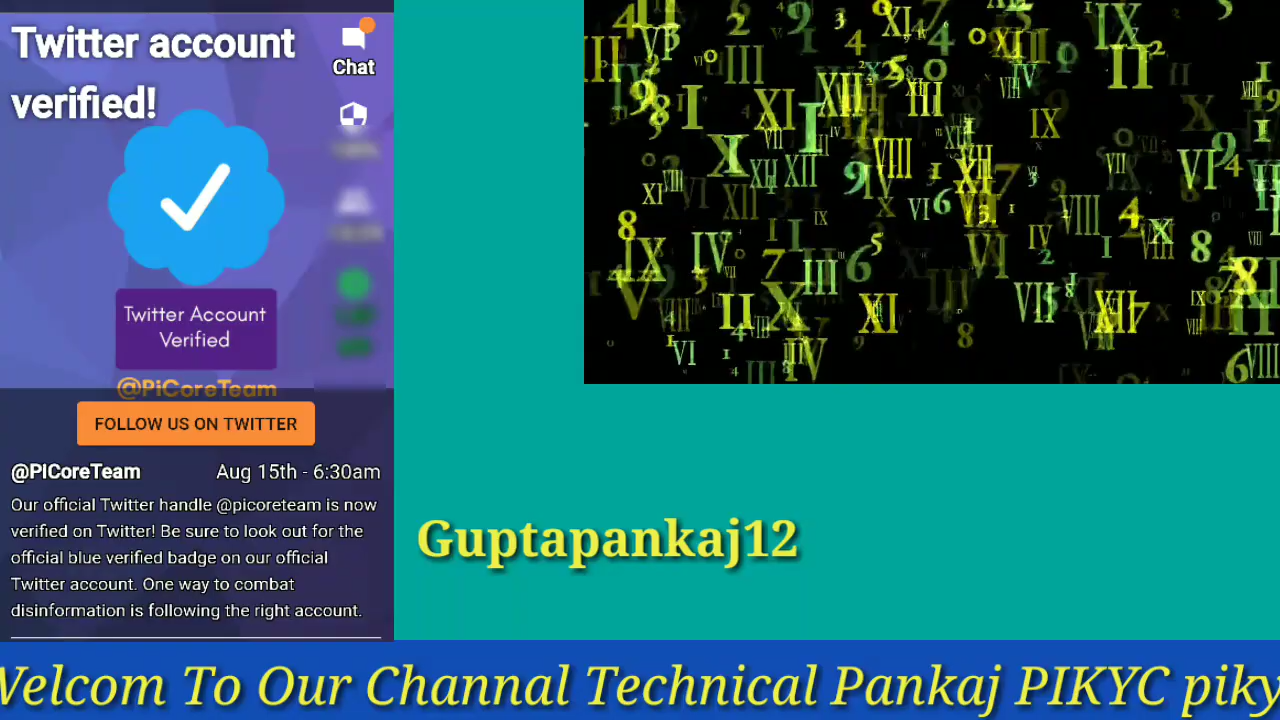 Twitter account
verified!
Chat
Twitter Account
Verified
@PiCoreTeam
FOLLOW US ON TWITTER
@PiCoreTeam
Aug 15th - 6:30am
Our official Twitter handle @picoreteam is now
verified on Twitter! Be sure to look out for the
official blue verified badge on our official
Twitter account. One way to combat
disinformation is following the right account.
Guptapankaj12
Welcom To Our Channal Technical Pankaj PIKYC piky